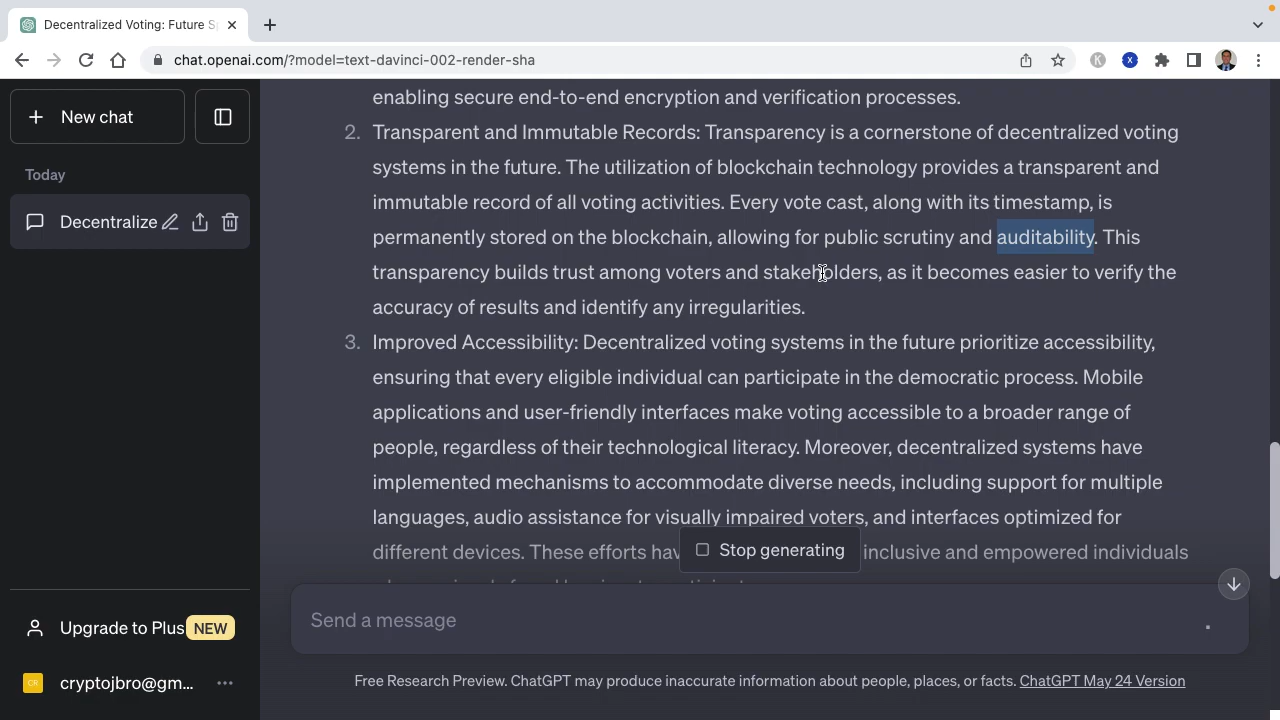 Decentralized Voting: Future S
chat.openai.com/?model=text-davinci-002-render-sha
New chat
Today
Decentralize
Upgrade to Plus NEW
CR cryptojbro@gm...
enabling secure end-to-end encryption and verification processes.
2. Transparent and Immutable Records: Transparency is a cornerstone of decentralized voting
systems in the future. The utilization of blockchain technology provides a transparent and
immutable record of all voting activities. Every vote cast, along with its timestamp, is
permanently stored on the blockchain, allowing for public scrutiny and auditability. This
transparency builds trust among voters and stakeholders, as it becomes easier to verify the
accuracy of results and identify any irregularities.
3. Improved Accessibility: Decentralized voting systems in the future prioritize accessibility,
ensuring that every eligible individual can participate in the democratic process. Mobile
applications and user-friendly interfaces make voting accessible to a broader range of
people, regardless of their technological literacy. Moreover, decentralized systems have
implemented mechanisms to accommodate diverse needs, including support for multiple
languages, audio assistance for visually impaired voters, and interfaces optimized for
different devices. These efforts hav inclusive and empowered individuals
Stop generating
Send a message
Free Research Preview. ChatGPT may produce inaccurate information about people, places, or facts. ChatGPT May 24 Version